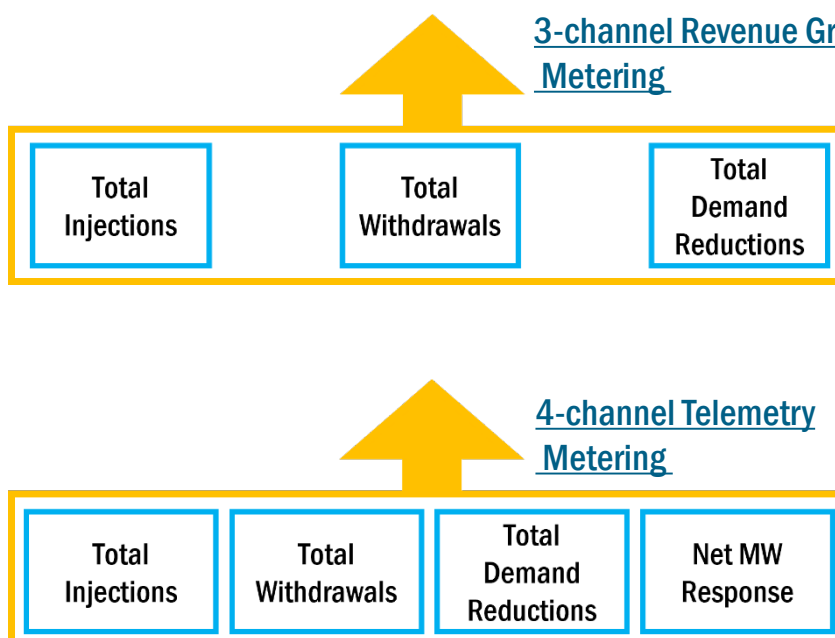 3-channel Revenue Gr
Metering
Total
Injections
Total
Withdrawals
Total
Demand
Reductions
4-channel Telemetry
Metering
Total
Injections
Total
Withdrawals
Total
Demand
Reductions
Net MW
Response